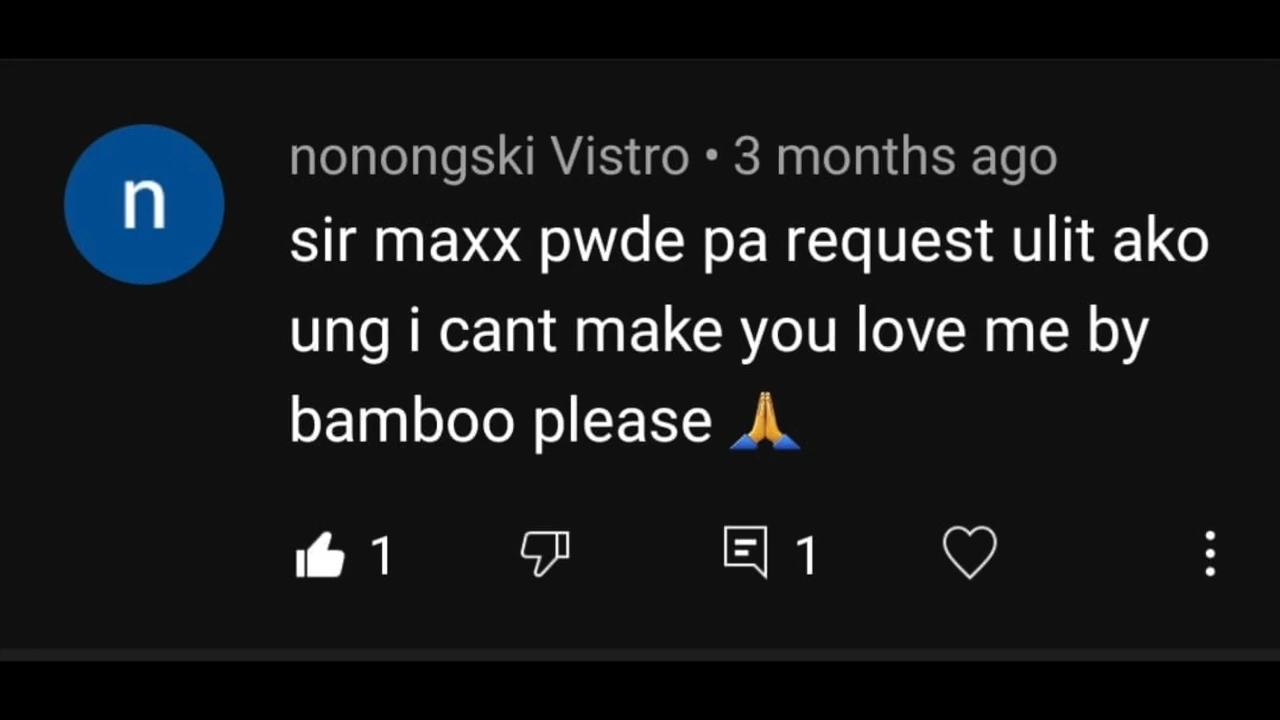 n
nonongski Vistro • 3 months ago
sir maxx pwde pa request ulit ako
ung i cant make you love me by
bamboo please 🙏
1 1